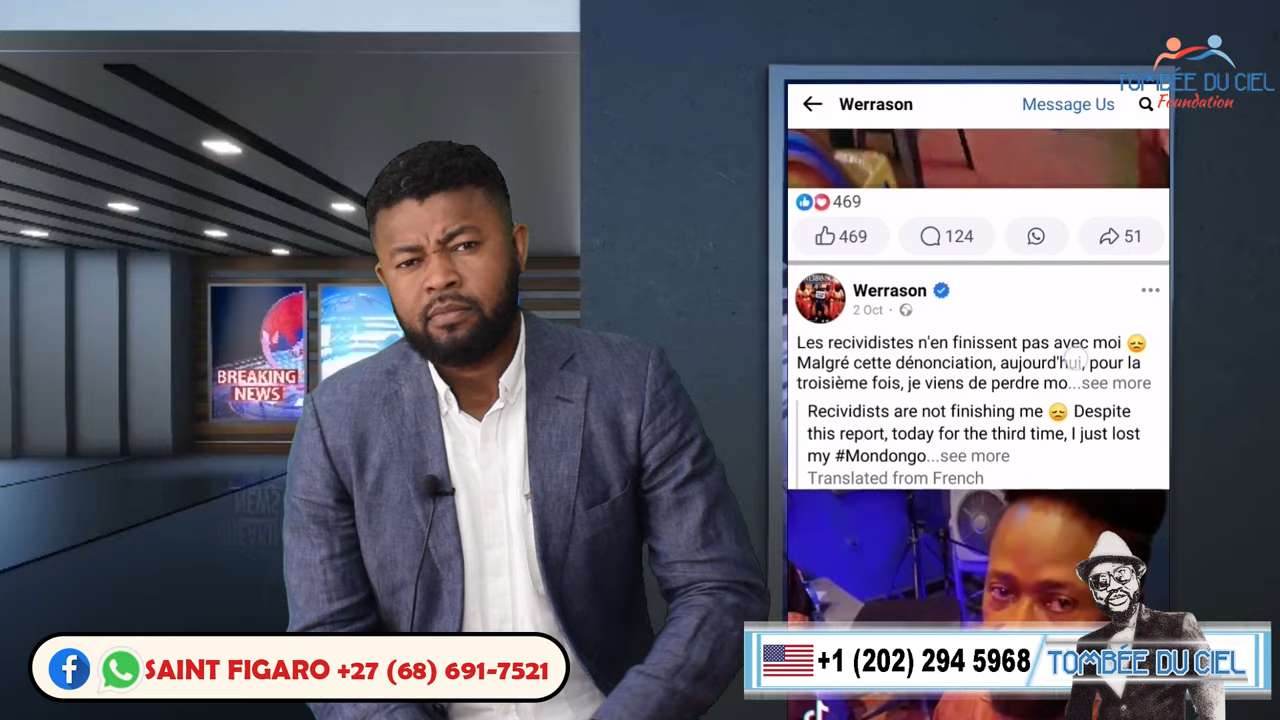 TOMBÉE DU CIEL
Foundation
Werrason
Message Us
469
469
124
51
Werrason
2 Oct
Les recividistes n'en finissent pas avec moi 😞
Malgré cette dénonciation, aujourd'hui, pour la
troisième fois, je viens de perdre mo...see more
Recividists are not finishing me 😞 Despite
this report, today for the third time, I just lost
my #Mondongo...see more
Translated from French
BREAKING
NEWS
SAINT FIGARO +27 (68) 691-7521
+1 (202) 294 5968
TOMBÉE DU CIEL